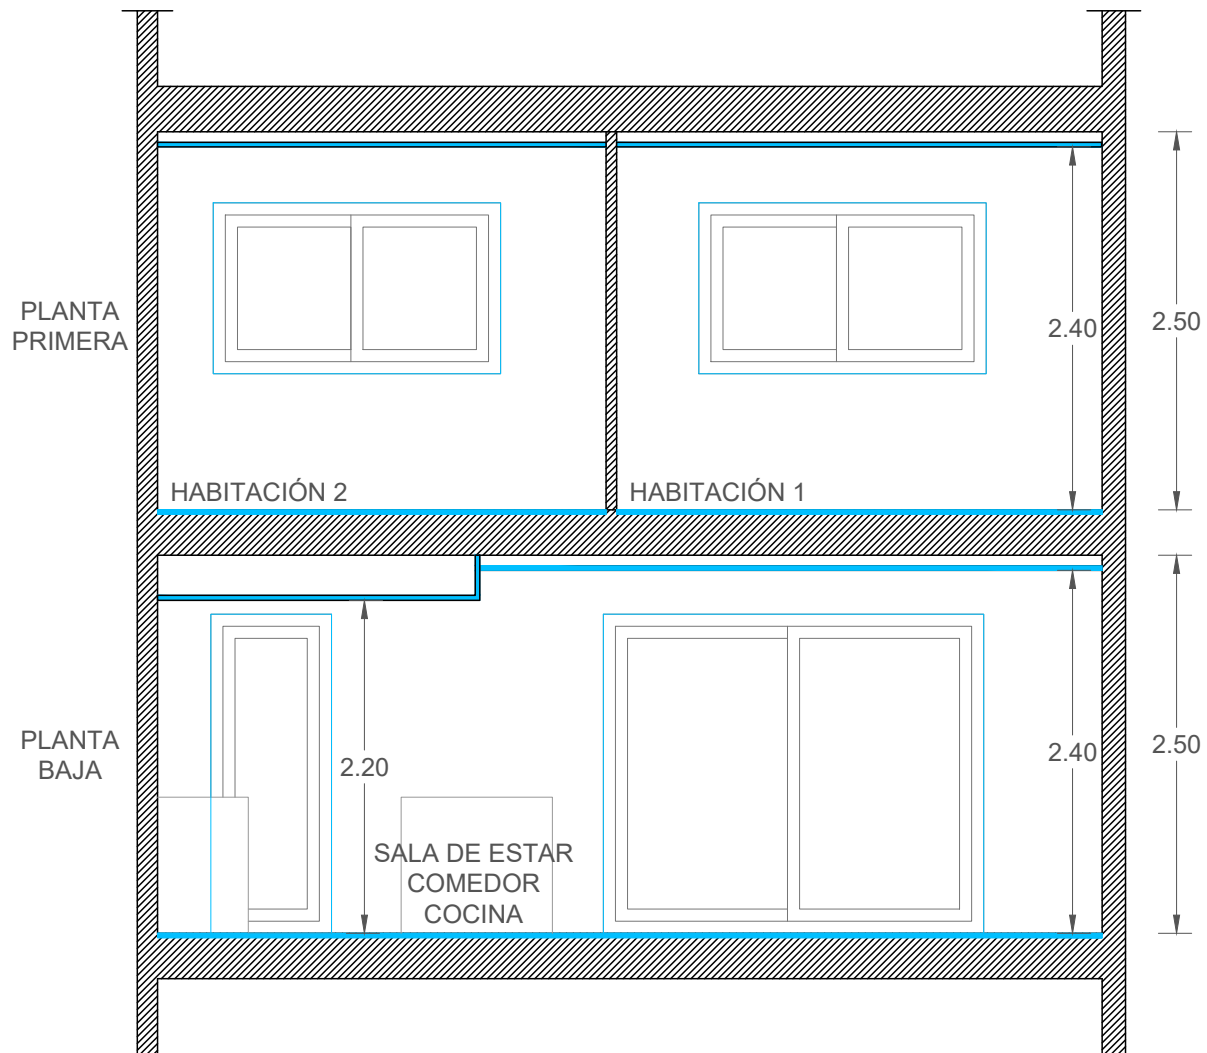 PLANTA
PRIMERA
2.40
2.50
HABITACIÓN 2
HABITACIÓN 1
PLANTA
BAJA
2.20
2.40
2.50
SALA DE ESTAR
COMEDOR
COCINA